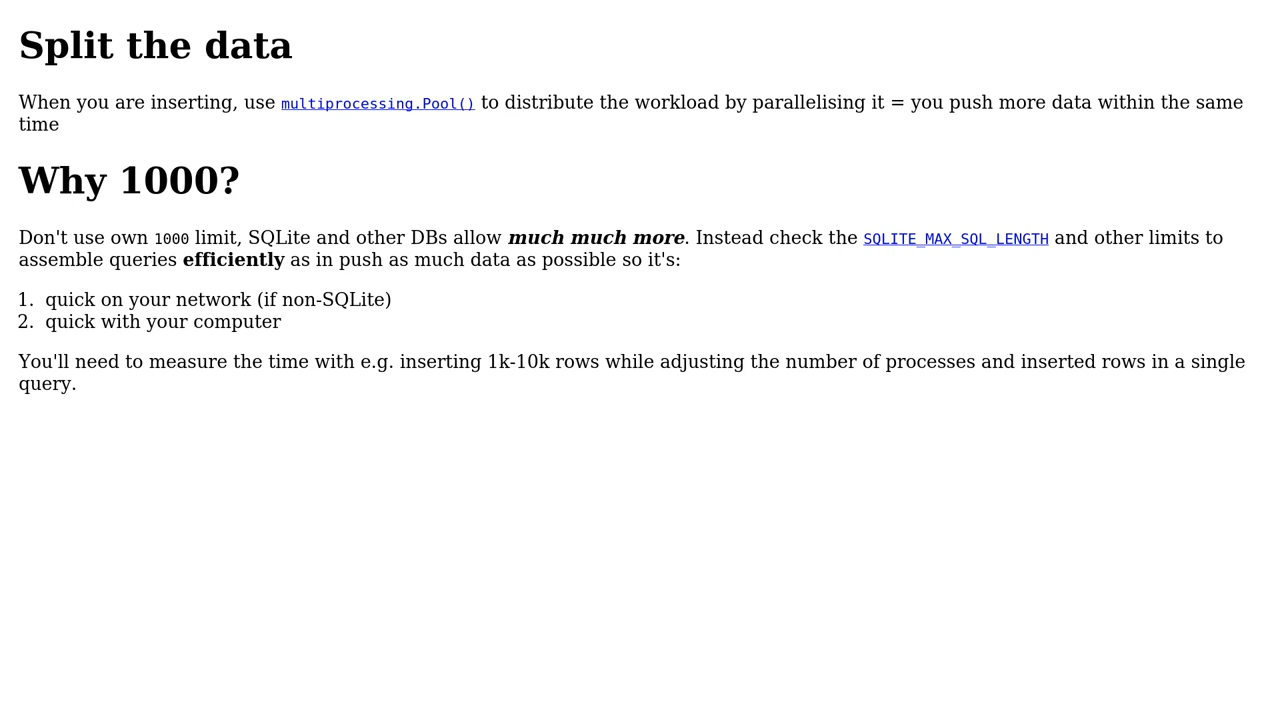 Split the data
When you are inserting, use multiprocessing.Pool() to distribute the workload by parallelising it = you push more data within the same
time
Why 1000?
Don't use own 1000 limit, SQLite and other DBs allow much much more. Instead check the SQLITE_MAX_SQL_LENGTH and other limits to
assemble queries efficiently as in push as much data as possible so it's:
1. quick on your network (if non-SQLite)
2. quick with your computer
You'll need to measure the time with e.g. inserting 1k-10k rows while adjusting the number of processes and inserted rows in a single
query.